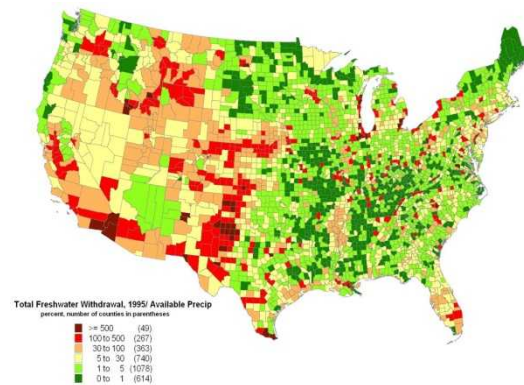 Total Freshwater Withdrawal, 1995/ Available Precip
percent, number of counties in parentheses
>= 500 (49)
100 to 500 (267)
30 to 100 (363)
5 to 30 (740)
1 to 5 (1078)
0 to 1 (614)